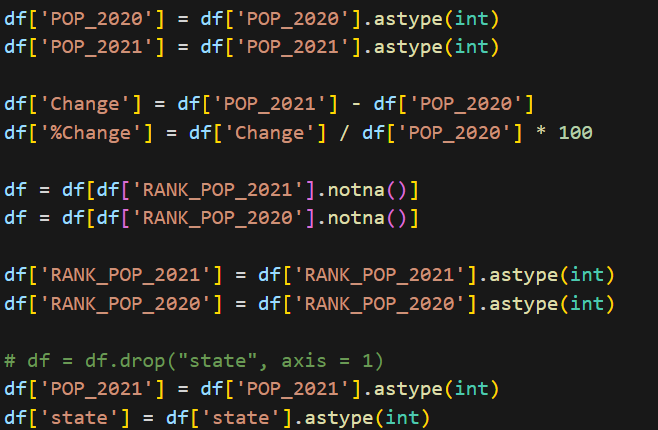 df['POP_2020'] = df['POP_2020'].astype(int)
df['POP_2021'] = df['POP_2021'].astype(int)
df['Change'] = df['POP_2021'] - df['POP_2020']
df['%Change'] = df['Change'] / df['POP_2020'] * 100
df = df[df['RANK_POP_2021'].notna()]
df = df[df['RANK_POP_2020'].notna()]
df['RANK_POP_2021'] = df['RANK_POP_2021'].astype(int)
df['RANK_POP_2020'] = df['RANK_POP_2020'].astype(int)
# df = df.drop("state", axis = 1)
df['POP_2021'] = df['POP_2021'].astype(int)
df['state'] = df['state'].astype(int)